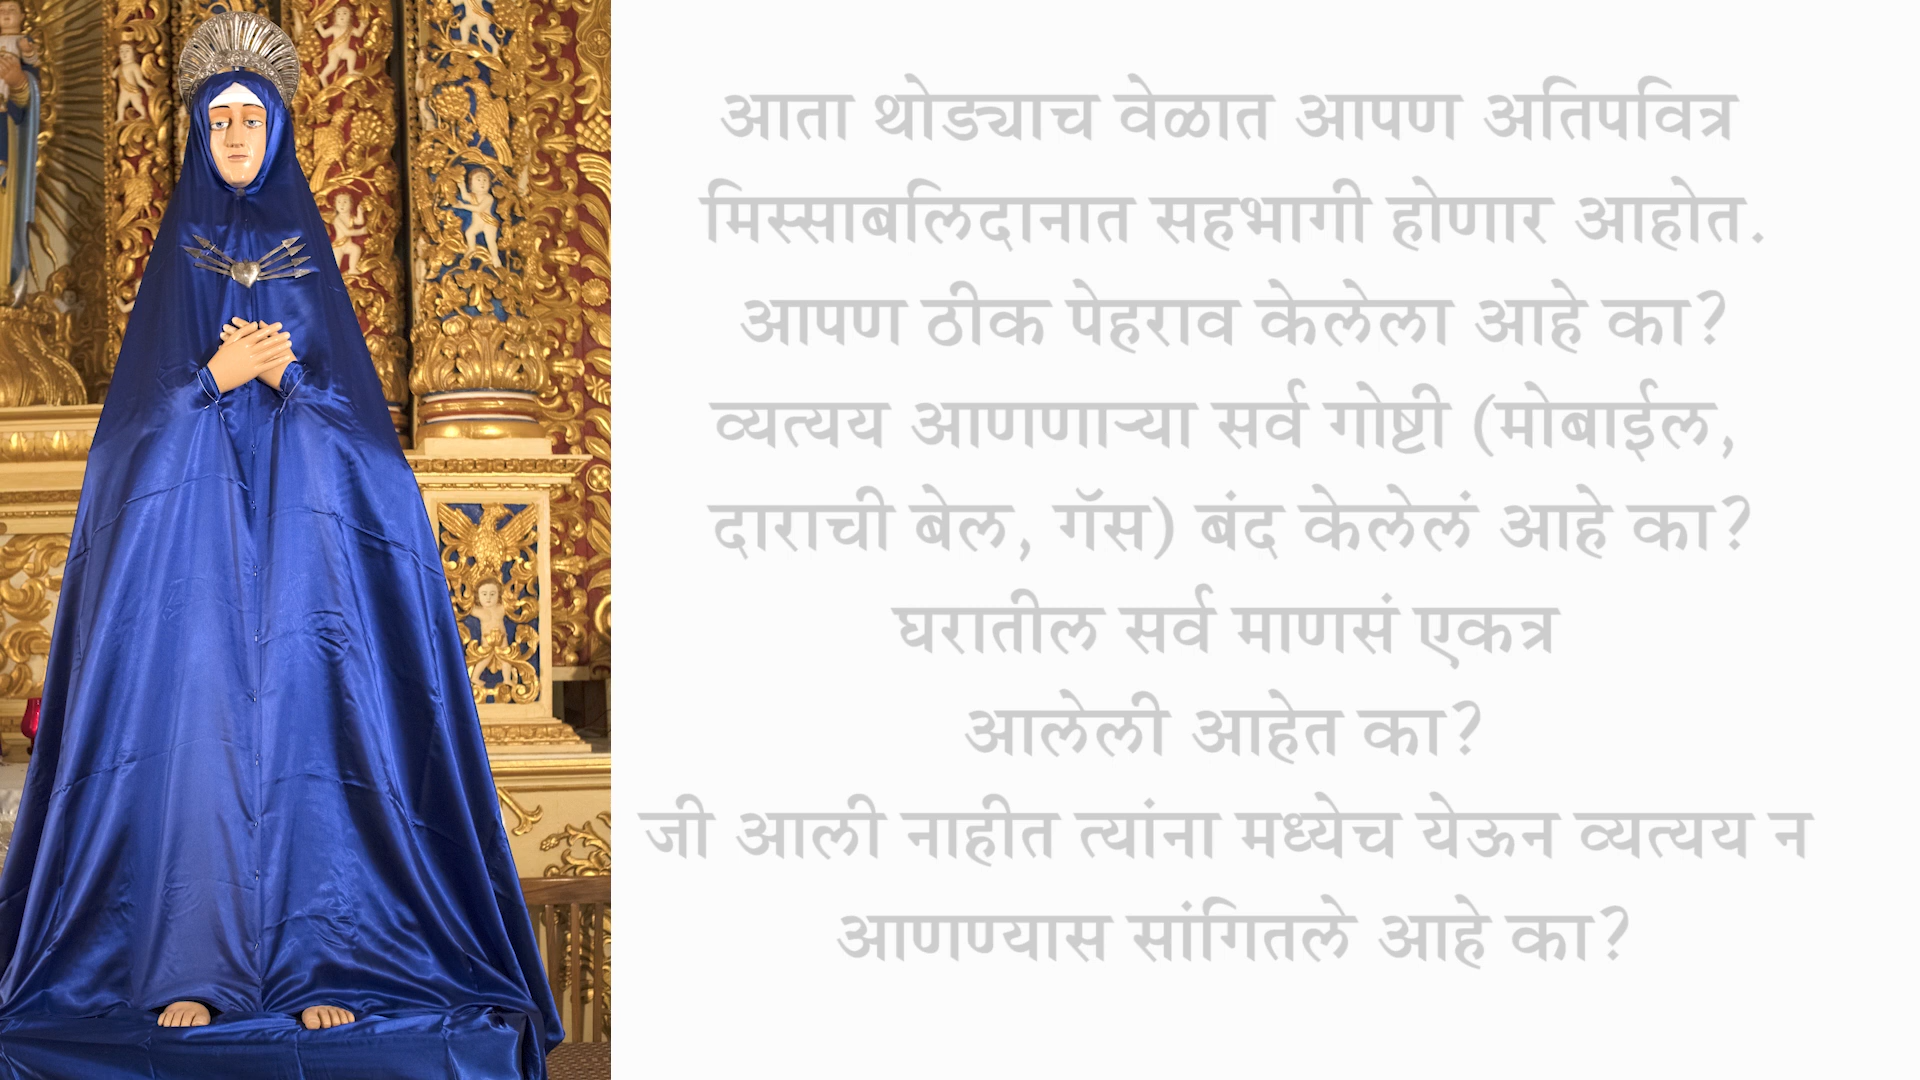 आता थोड्याच वेळात आपण अतिपवित्र
मिस्साबलिदानात सहभागी होणार आहोत.
आपण ठीक पेहराव केलेला आहे का?
व्यत्यय आणणाऱ्या सर्व गोष्टी (मोबाईल,
दाराची बेल, गॅस) बंद केलेलं आहे का?
घरातील सर्व माणसं एकत्र
आलेली आहेत का?
जी आली नाहीत त्यांना मध्येच येऊन व्यत्यय न
आणण्यास सांगितले आहे का?